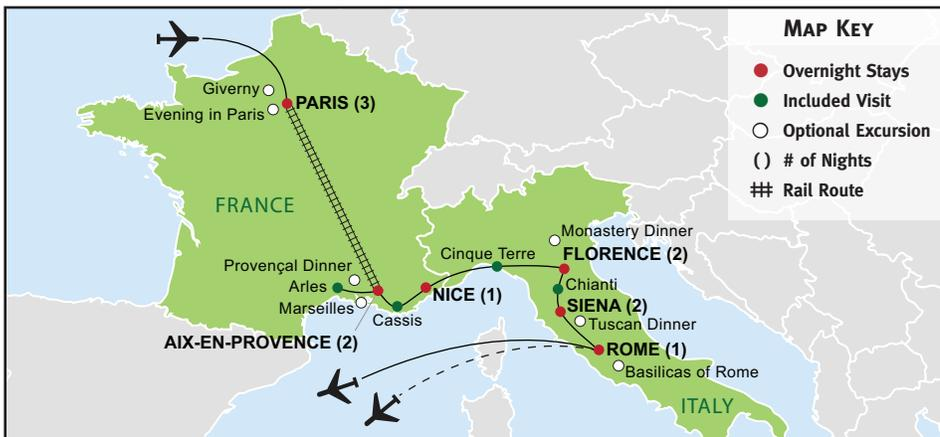 MAP KEY
Overnight Stays
Included Visit
Optional Excursion
( ) # of Nights
Rail Route
Giverny
PARIS (3)
Evening in Paris
FRANCE
Monastery Dinner
Cinque Terre
FLORENCE (2)
Provençal Dinner
Arles
Chianti
NICE (1)
SIENA (2)
Marseilles
Cassis
Tuscan Dinner
AIX-EN-PROVENCE (2)
ROME (1)
Basilicas of Rome
ITALY